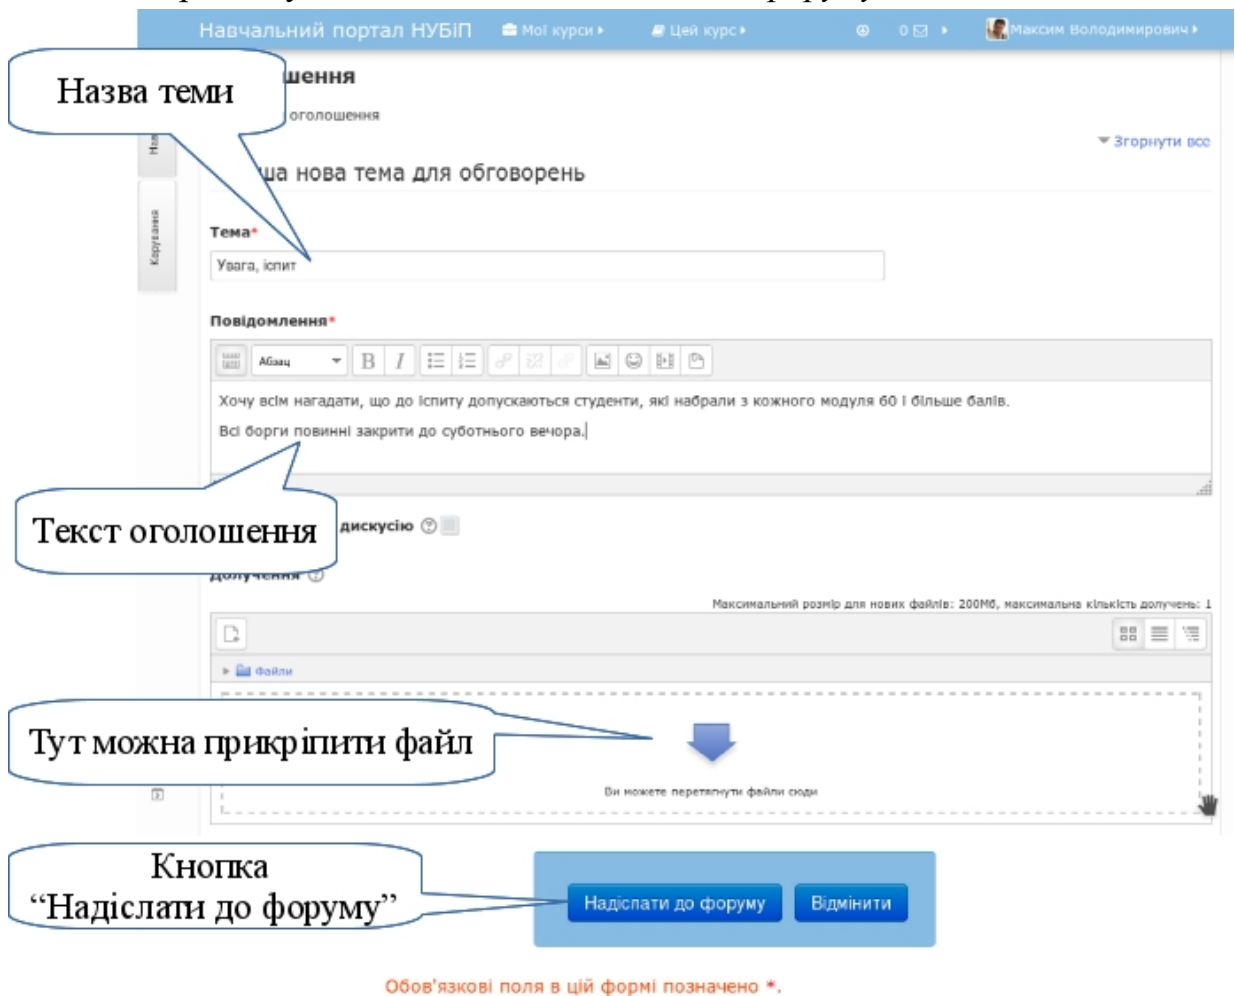 Навчальний портал НУБіП Мої курси Цей курс 0 Максим Володимирович
Назва теми
шення
оголошення
Згорнути все
ша нова тема для обговорень
Керування
Тема*
Увага, іспит
Повідомлення*
Абзац B I
Хочу всім нагадати, що до іспиту допускаються студенти, які набрали з кожного модуля 60 і більше балів.
Всі борги повинні закрити до суботнього вечора.
Текст оголошення
дискусію
Долучення
Максимальний розмір для нових файлів: 200Мб, максимальна кількість долучень: 1
Файли
Тут можна прикріпити файл
Ви можете перетягнути файли сюди
Кнопка
“Надіслати до форуму”
Надіслати до форуму Відмінити
Обов'язкові поля в цій формі позначено *.